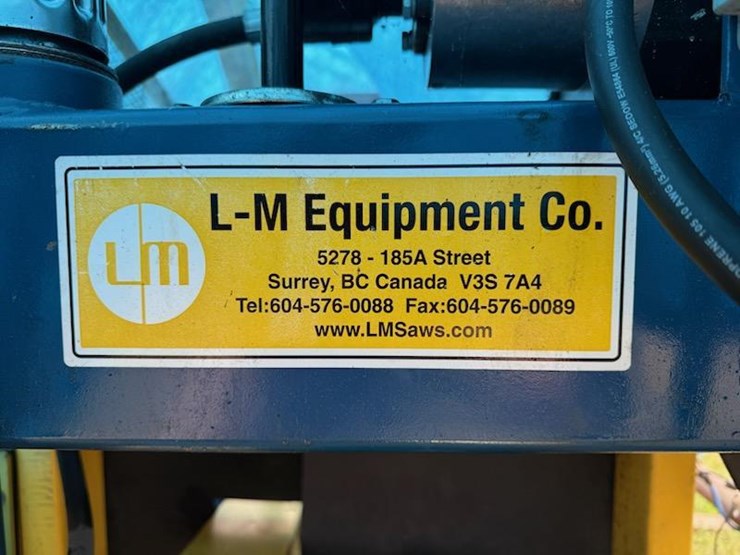 LM
L-M Equipment Co.
5278 - 185A Street
Surrey, BC Canada V3S 7A4
Tel:604-576-0088 Fax:604-576-0089
www.LMSaws.com